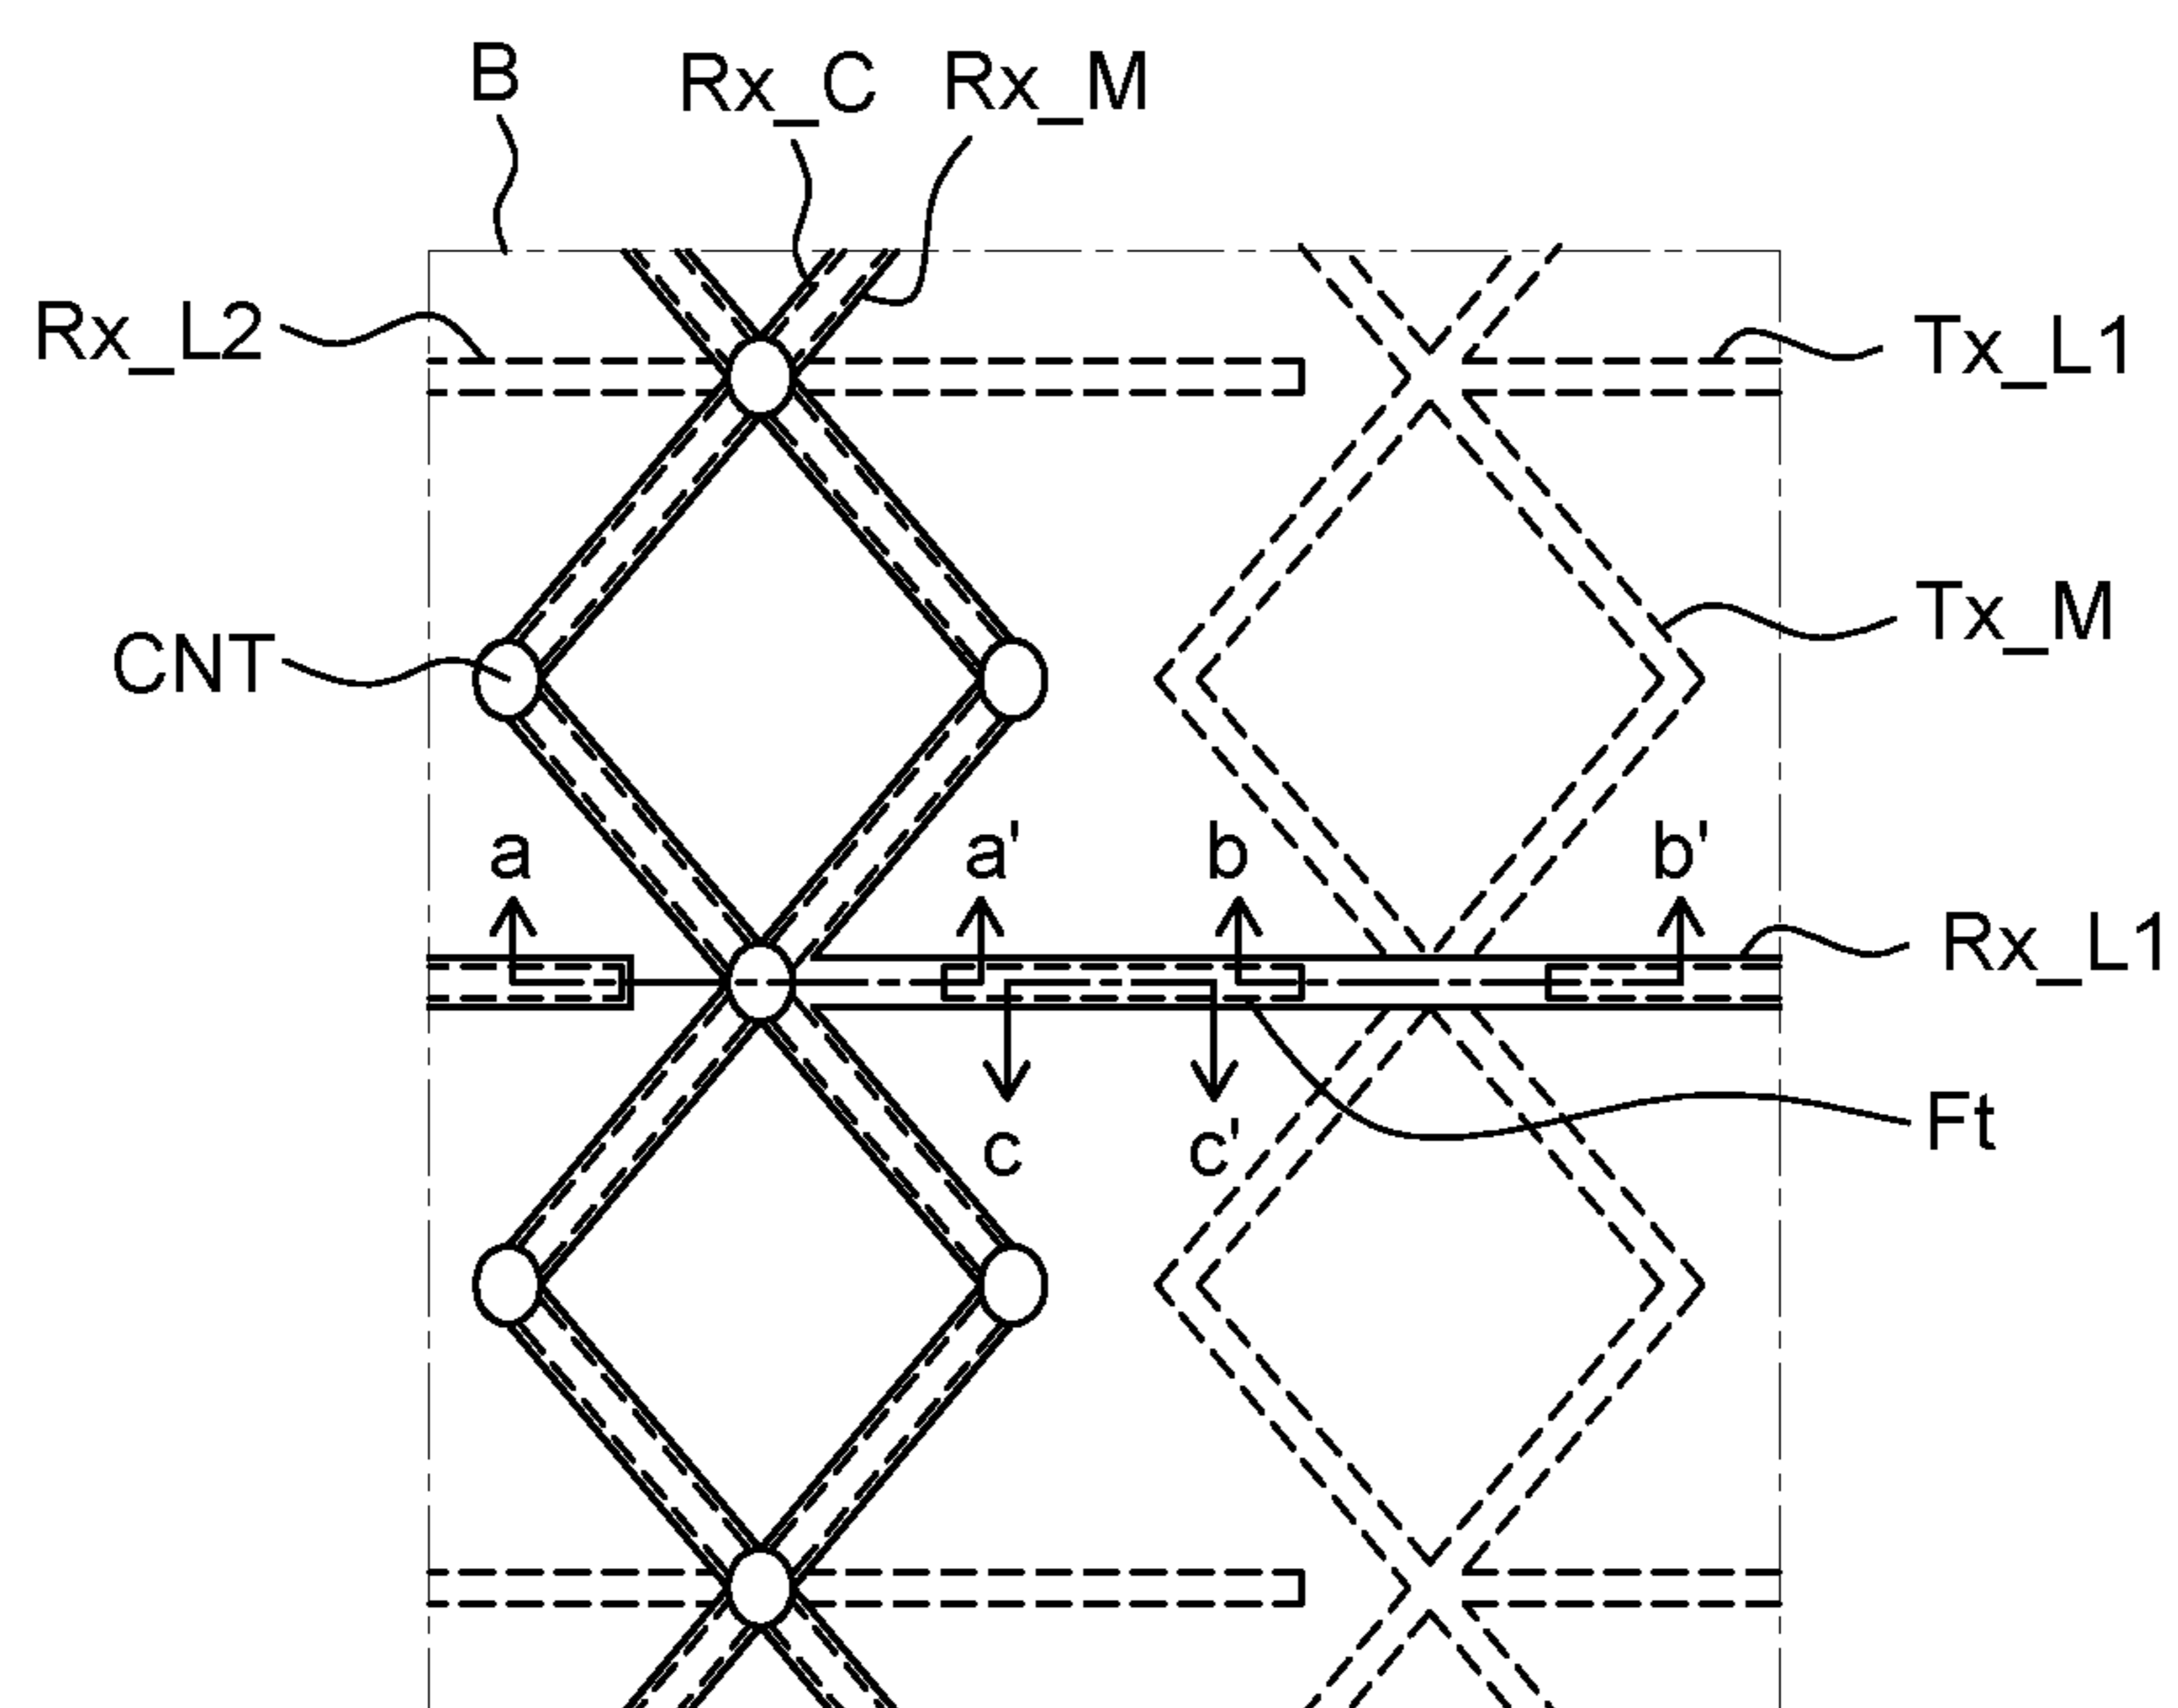 B
Rx_C
Rx_M
Rx_L2
Tx_L1
CNT
Tx_M
a
a'
b
b'
Rx_L1
c
c'
Ft